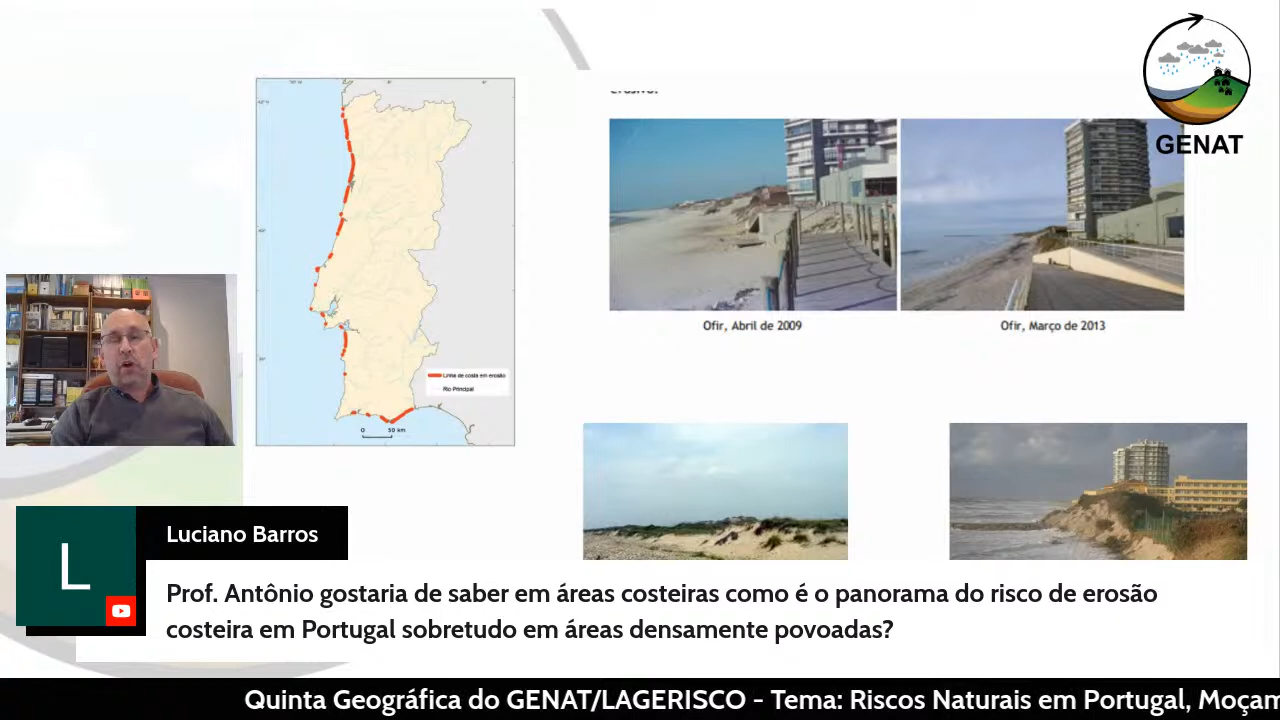 GENAT
Ofir, Abril de 2009
Ofir, Março de 2013
Linha de costa em erosão
Rio Principal
0 50 km
L
Luciano Barros
Prof. Antônio gostaria de saber em áreas costeiras como é o panorama do risco de erosão
costeira em Portugal sobretudo em áreas densamente povoadas?
Quinta Geográfica do GENAT/LAGERISCO - Tema: Riscos Naturais em Portugal, Moçam